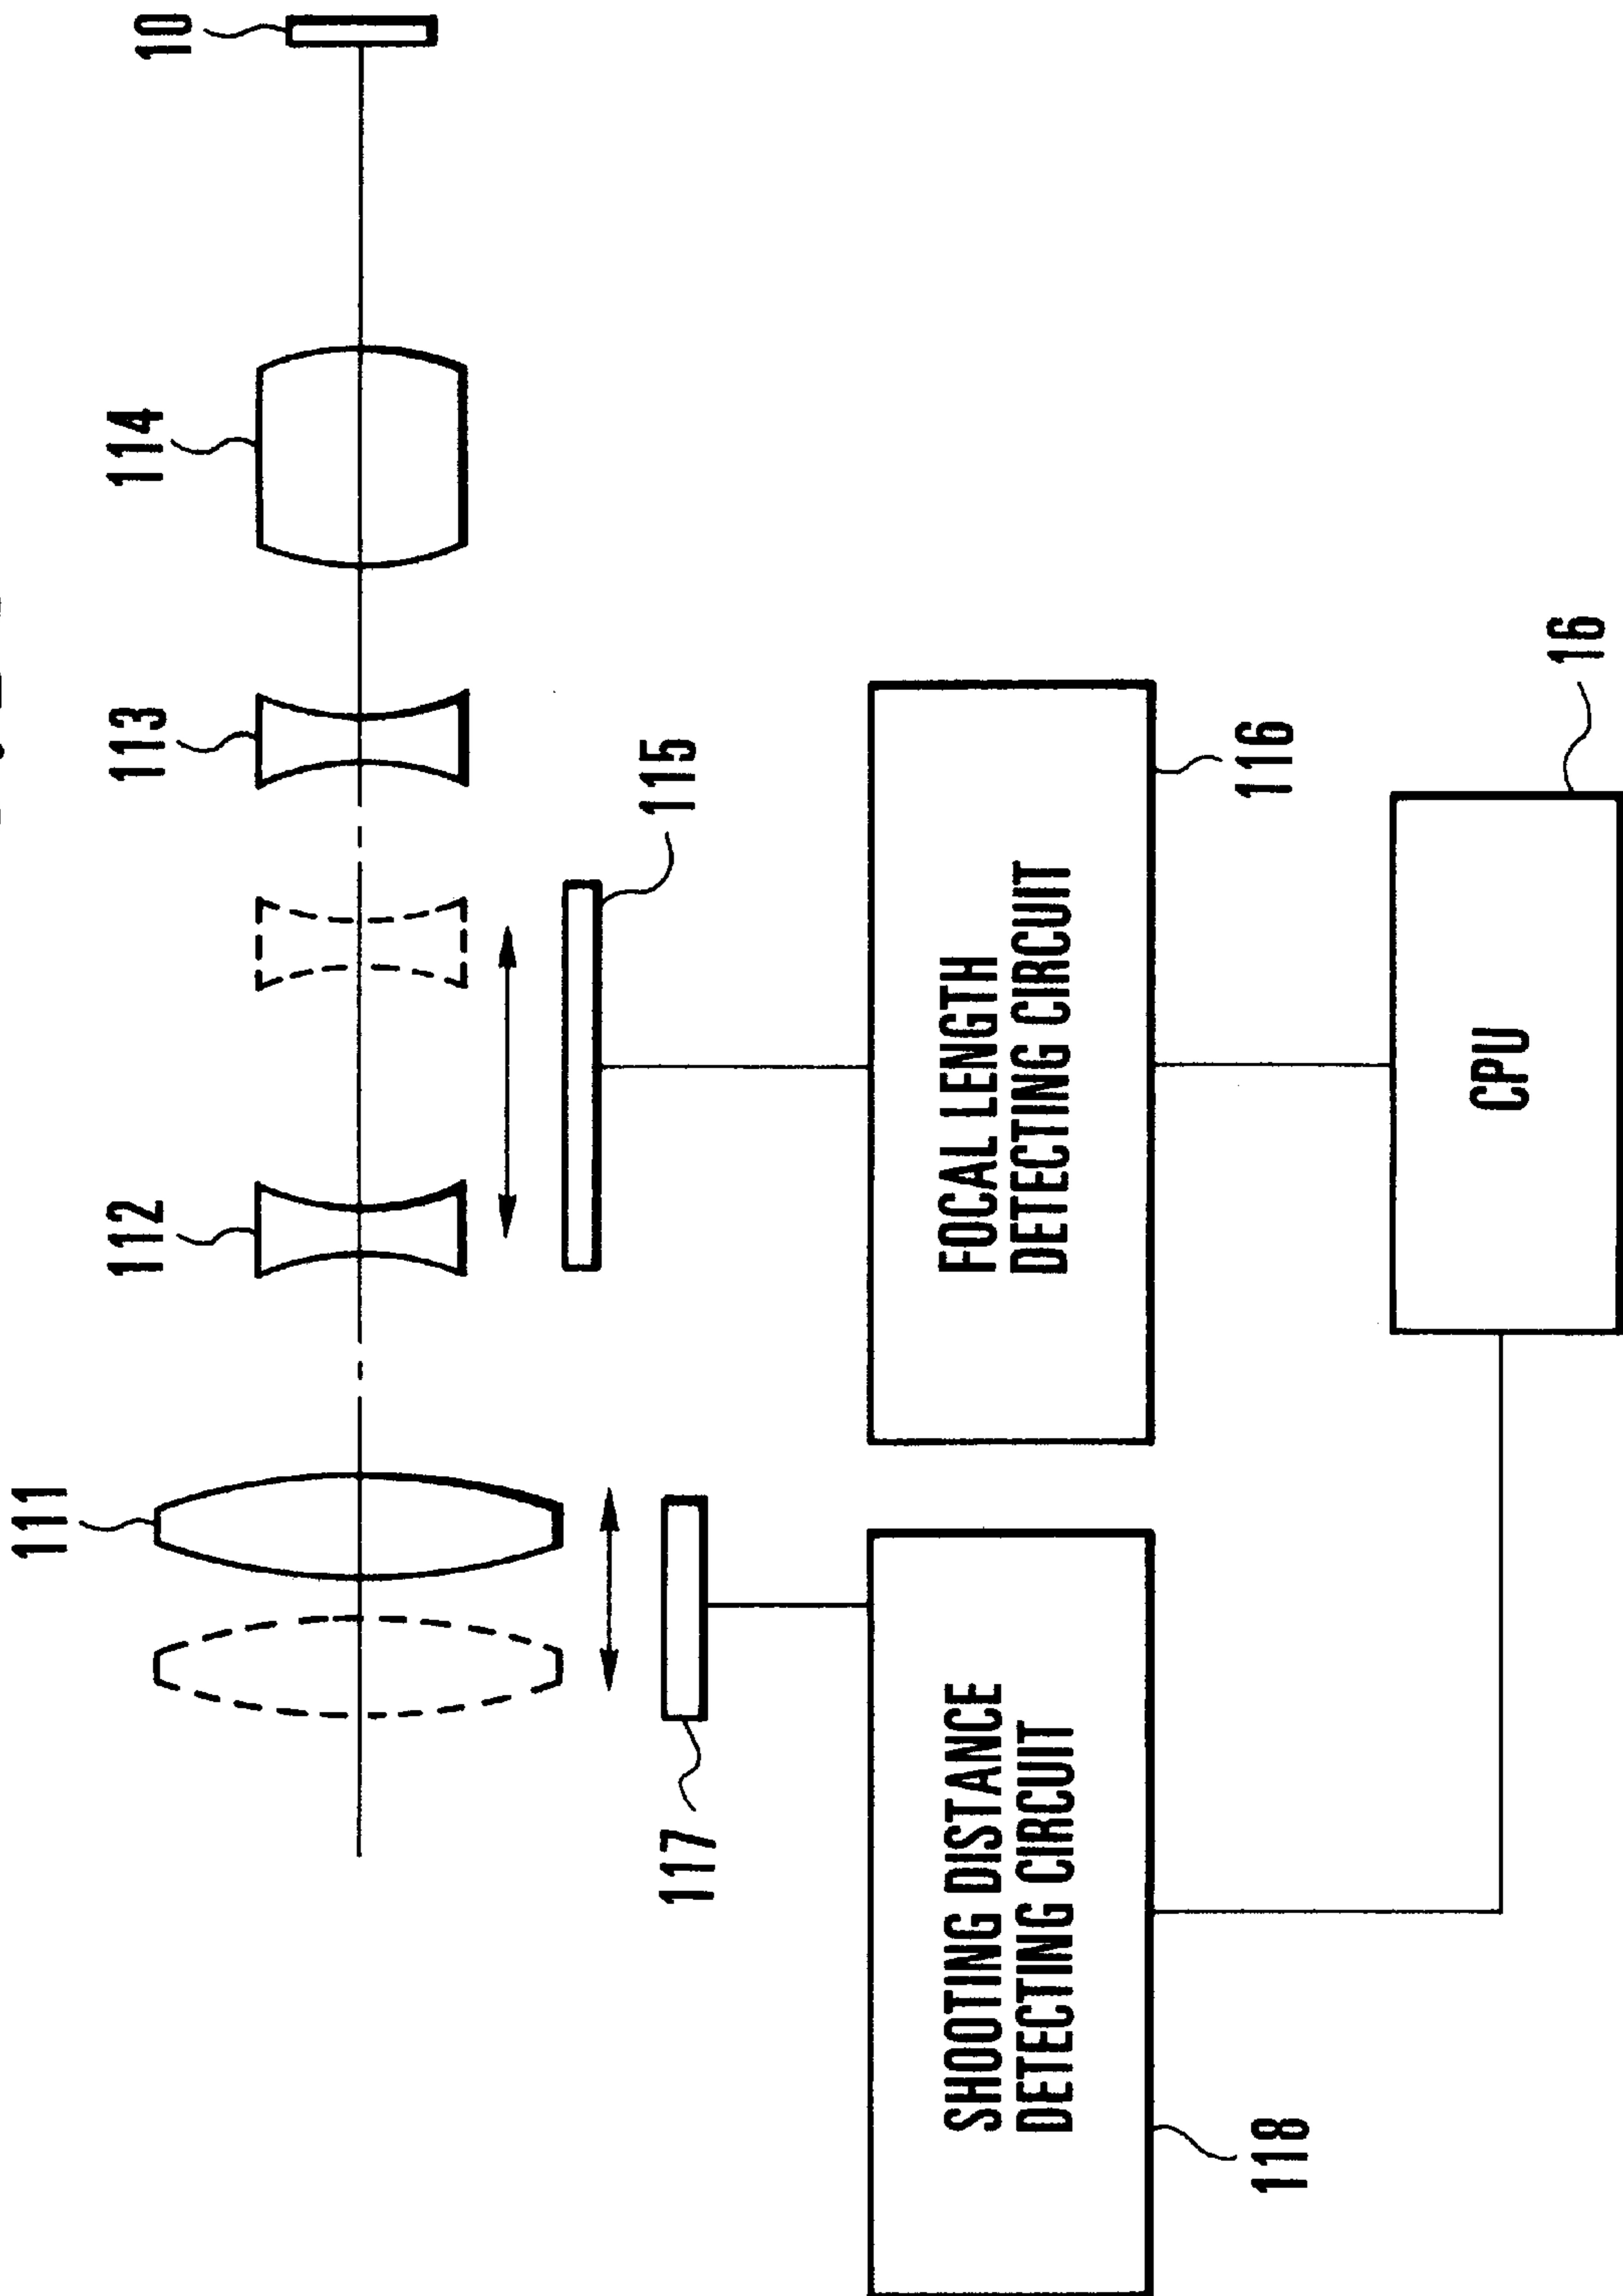 10
114
113
112
111
115
117
FOCAL LENGTH
DETECTING CIRCUIT
116
SHOOTING DISTANCE
DETECTING CIRCUIT
118
CPU
16